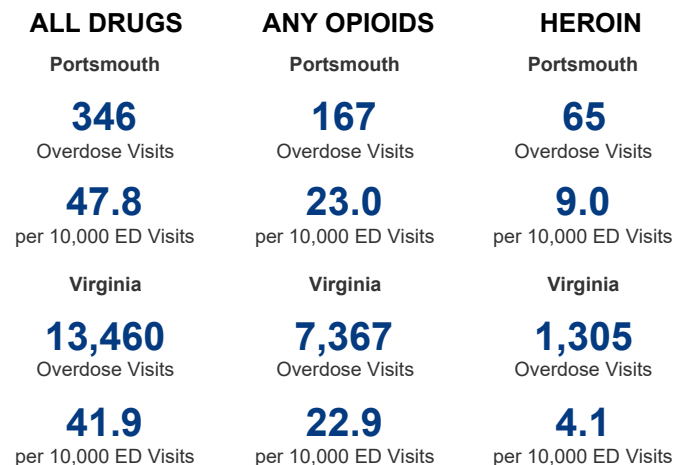 ALL DRUGS
Portsmouth
346
Overdose Visits
47.8
per 10,000 ED Visits
Virginia
13,460
Overdose Visits
41.9
per 10,000 ED Visits
ANY OPIOIDS
Portsmouth
167
Overdose Visits
23.0
per 10,000 ED Visits
Virginia
7,367
Overdose Visits
22.9
per 10,000 ED Visits
HEROIN
Portsmouth
65
Overdose Visits
9.0
per 10,000 ED Visits
Virginia
1,305
Overdose Visits
4.1
per 10,000 ED Visits